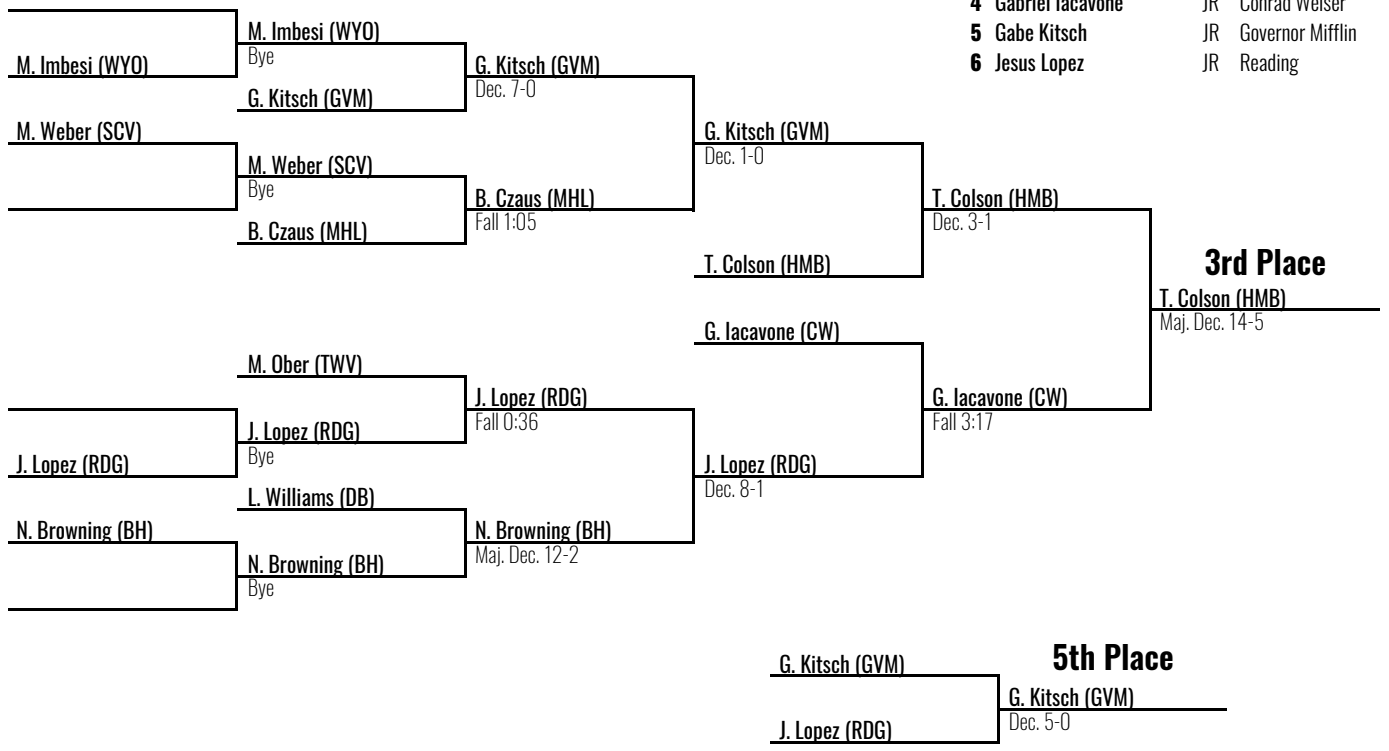 4 Gabriel Iacavone JR Conrad Weiser
5 Gabe Kitsch JR Governor Mifflin
6 Jesus Lopez JR Reading
M. Imbesi (WYO)
Bye
M. Imbesi (WYO)
G. Kitsch (GVM)
Dec. 7-0
G. Kitsch (GVM)
M. Weber (SCV)
G. Kitsch (GVM)
Dec. 1-0
M. Weber (SCV)
Bye
B. Czaus (MHL)
Fall 1:05
T. Colson (HMB)
Dec. 3-1
B. Czaus (MHL)
T. Colson (HMB)
3rd Place
T. Colson (HMB)
Maj. Dec. 14-5
G. Iacavone (CW)
M. Ober (TWV)
J. Lopez (RDG)
Fall 0:36
G. Iacavone (CW)
Fall 3:17
J. Lopez (RDG)
Bye
J. Lopez (RDG)
J. Lopez (RDG)
Dec. 8-1
L. Williams (DB)
N. Browning (BH)
N. Browning (BH)
Maj. Dec. 12-2
N. Browning (BH)
Bye
G. Kitsch (GVM)
5th Place
G. Kitsch (GVM)
Dec. 5-0
J. Lopez (RDG)